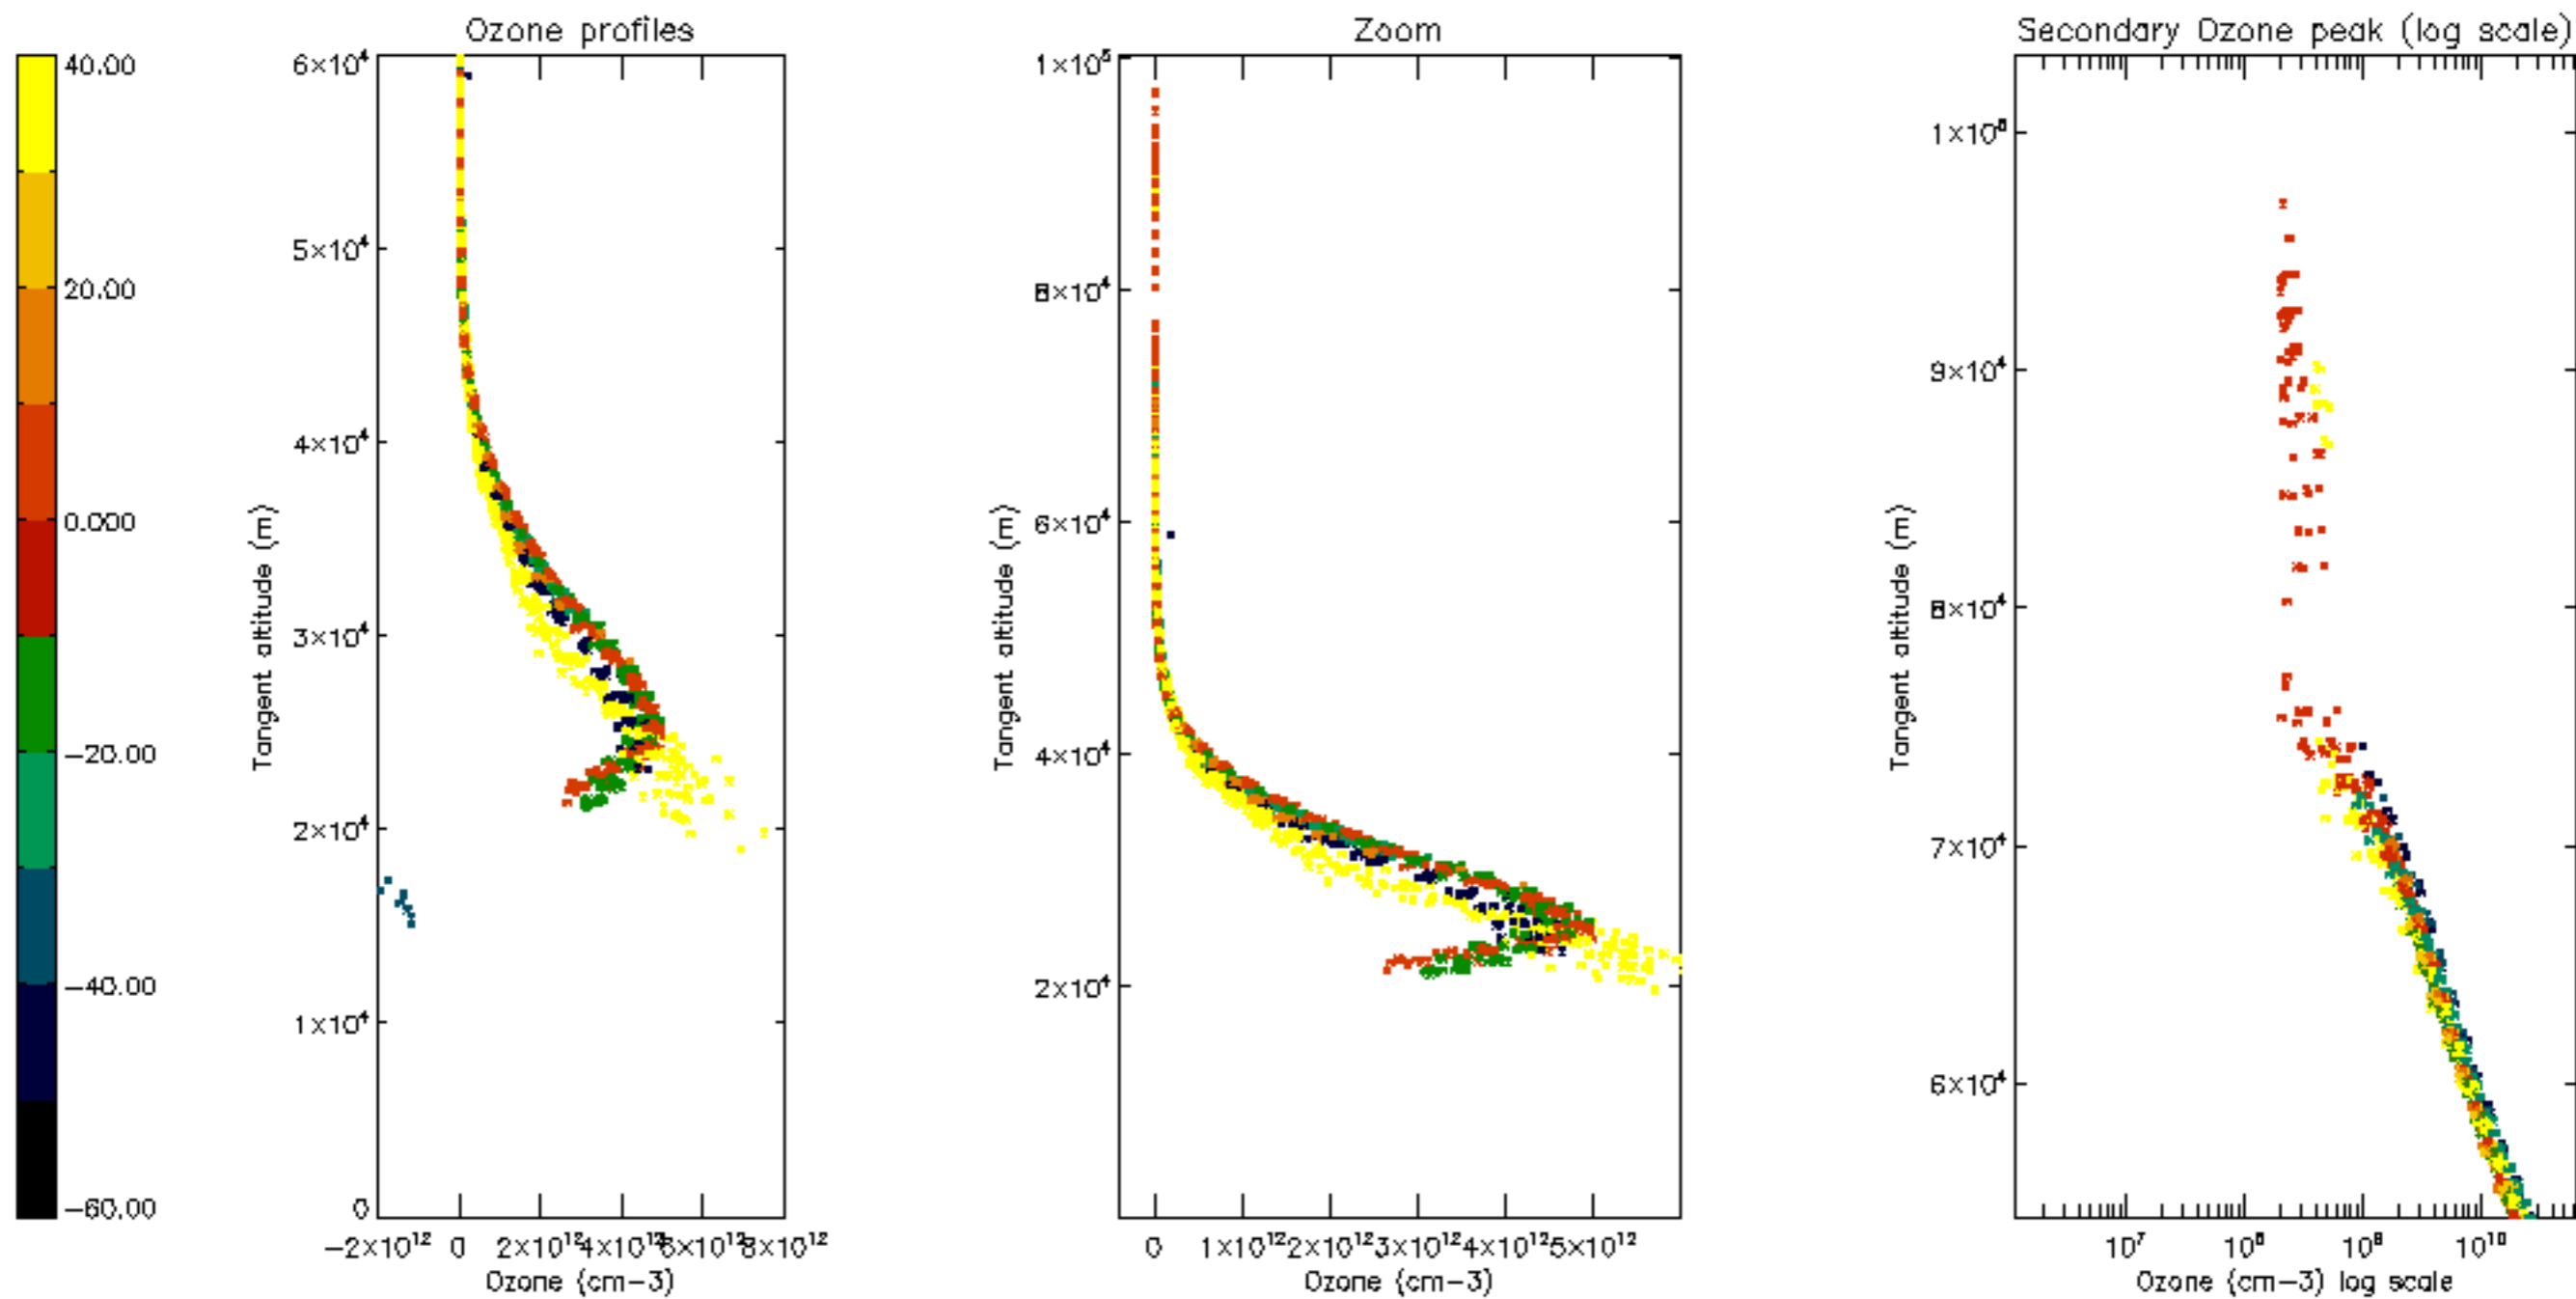 Ozone profiles
Zoom
Secondary Ozone peak (log scale)
40.00
20.00
0.000
-20.00
-40.00
-60.00
6×10⁴
5×10⁴
4×10⁴
3×10⁴
2×10⁴
1×10⁴
0
Tangent altitude (m)
-2×10¹² 0 2×10¹² 4×10¹² 6×10¹² 8×10¹²
Ozone (cm-3)
1×10⁵
8×10⁴
6×10⁴
4×10⁴
2×10⁴
Tangent altitude (m)
0 1×10¹² 2×10¹² 3×10¹² 4×10¹² 5×10¹²
Ozone (cm-3)
1×10⁵
9×10⁴
8×10⁴
7×10⁴
6×10⁴
Tangent altitude (m)
10⁷ 10⁸ 10⁹ 10¹⁰
Ozone (cm-3) log scale